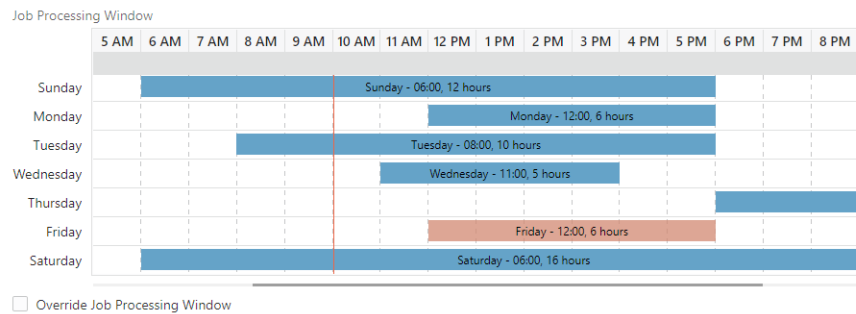 Job Processing Window
5 AM 6 AM 7 AM 8 AM 9 AM 10 AM 11 AM 12 PM 1 PM 2 PM 3 PM 4 PM 5 PM 6 PM 7 PM 8 PM
Sunday Sunday - 06:00, 12 hours
Monday Monday - 12:00, 6 hours
Tuesday Tuesday - 08:00, 10 hours
Wednesday Wednesday - 11:00, 5 hours
Thursday
Friday Friday - 12:00, 6 hours
Saturday Saturday - 06:00, 16 hours
Override Job Processing Window